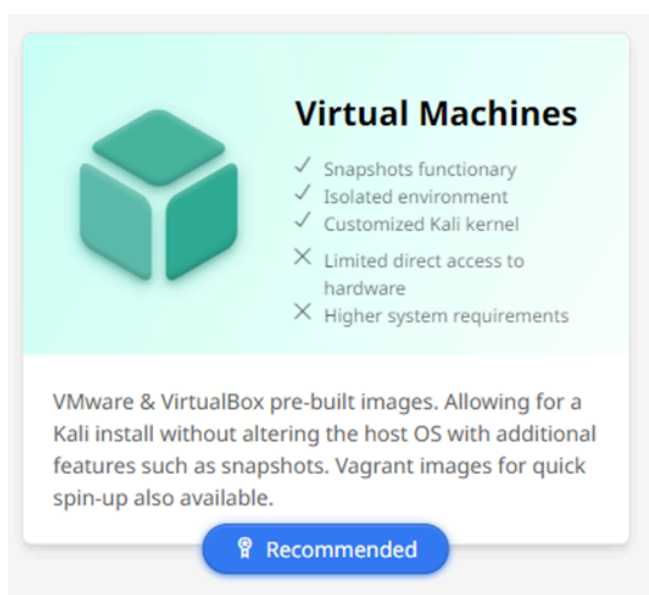 Virtual Machines
Snapshots functionary
Isolated environment
Customized Kali kernel
Limited direct access to
hardware
Higher system requirements
VMware & VirtualBox pre-built images. Allowing for a
Kali install without altering the host OS with additional
features such as snapshots. Vagrant images for quick
spin-up also available.
Recommended